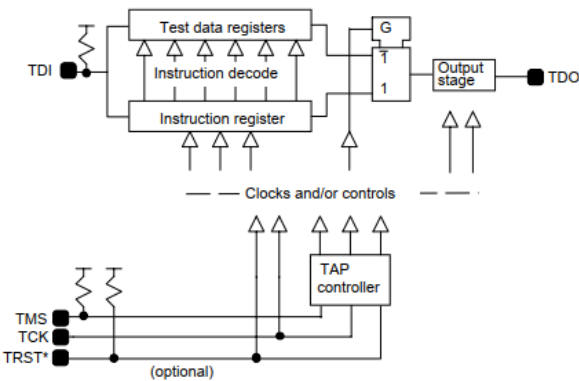 Test data registers
G
TDI
Instruction decode
1
Output
stage
TDO
1
Instruction register
Clocks and/or controls
TAP
controller
TMS
TCK
TRST*
(optional)